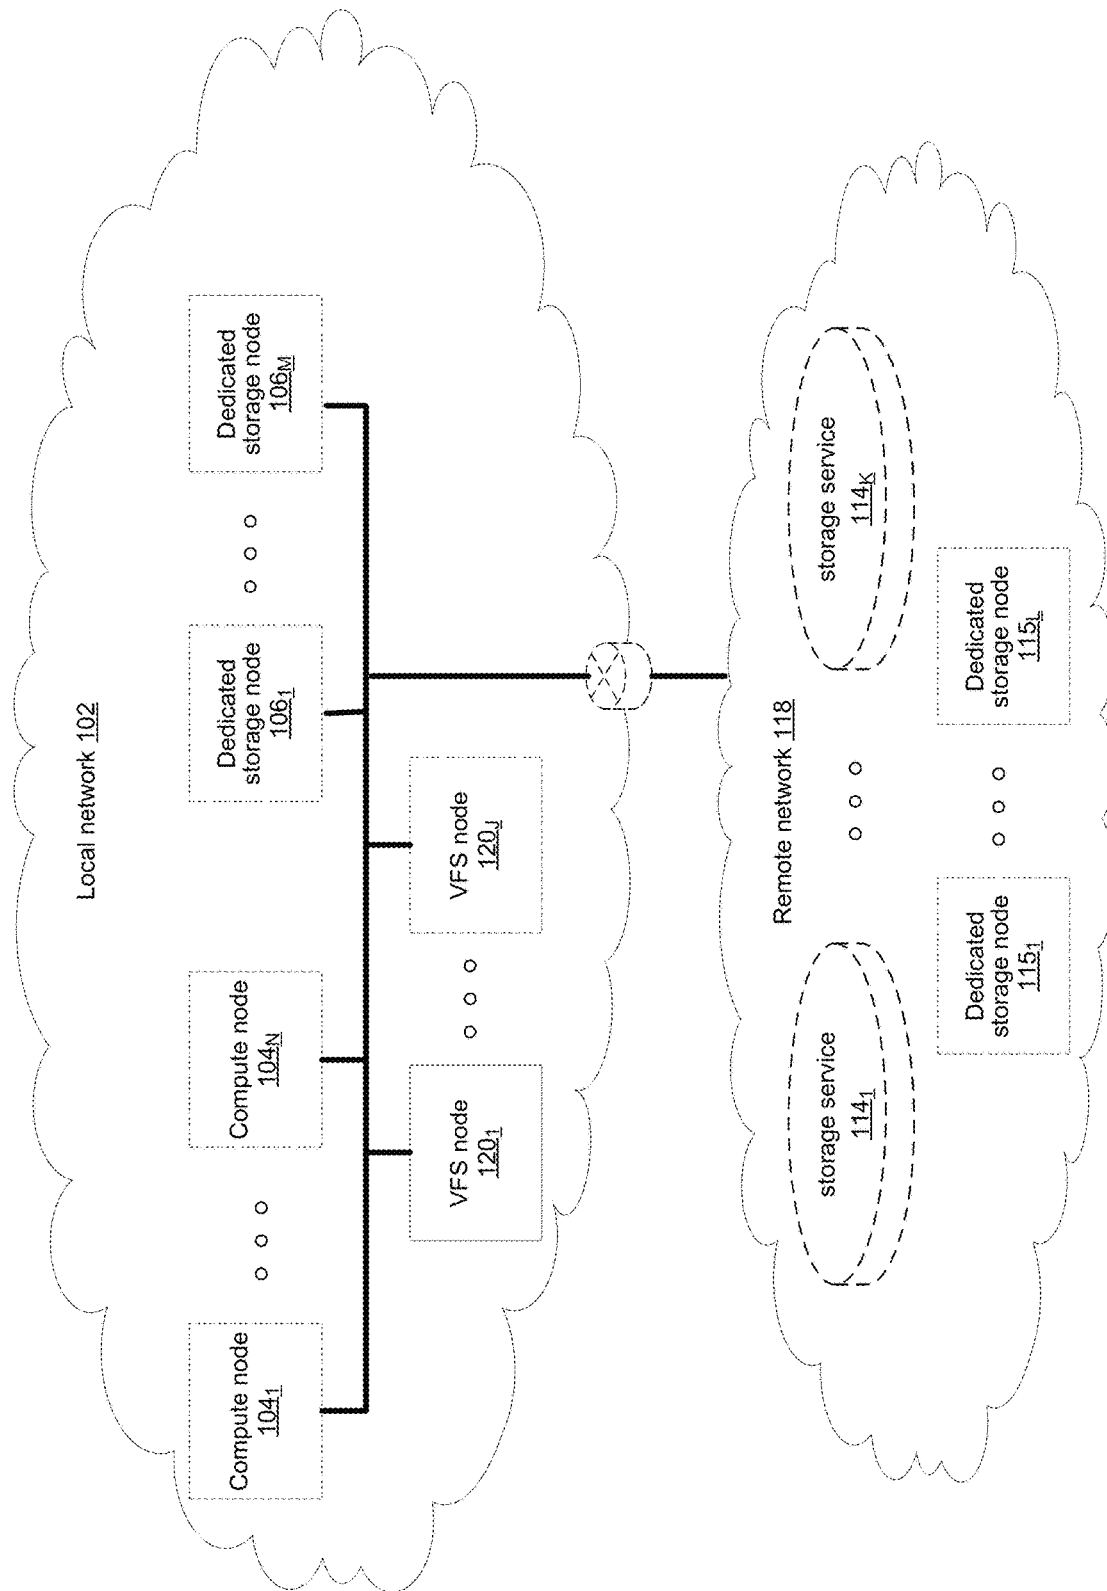 Local network 102
Compute node
104₁
Compute node
104N
Dedicated
storage node
106₁
Dedicated
storage node
106M
VFS node
120₁
VFS node
120J
Remote network 118
storage service
114₁
storage service
114K
Dedicated
storage node
115₁
Dedicated
storage node
115L